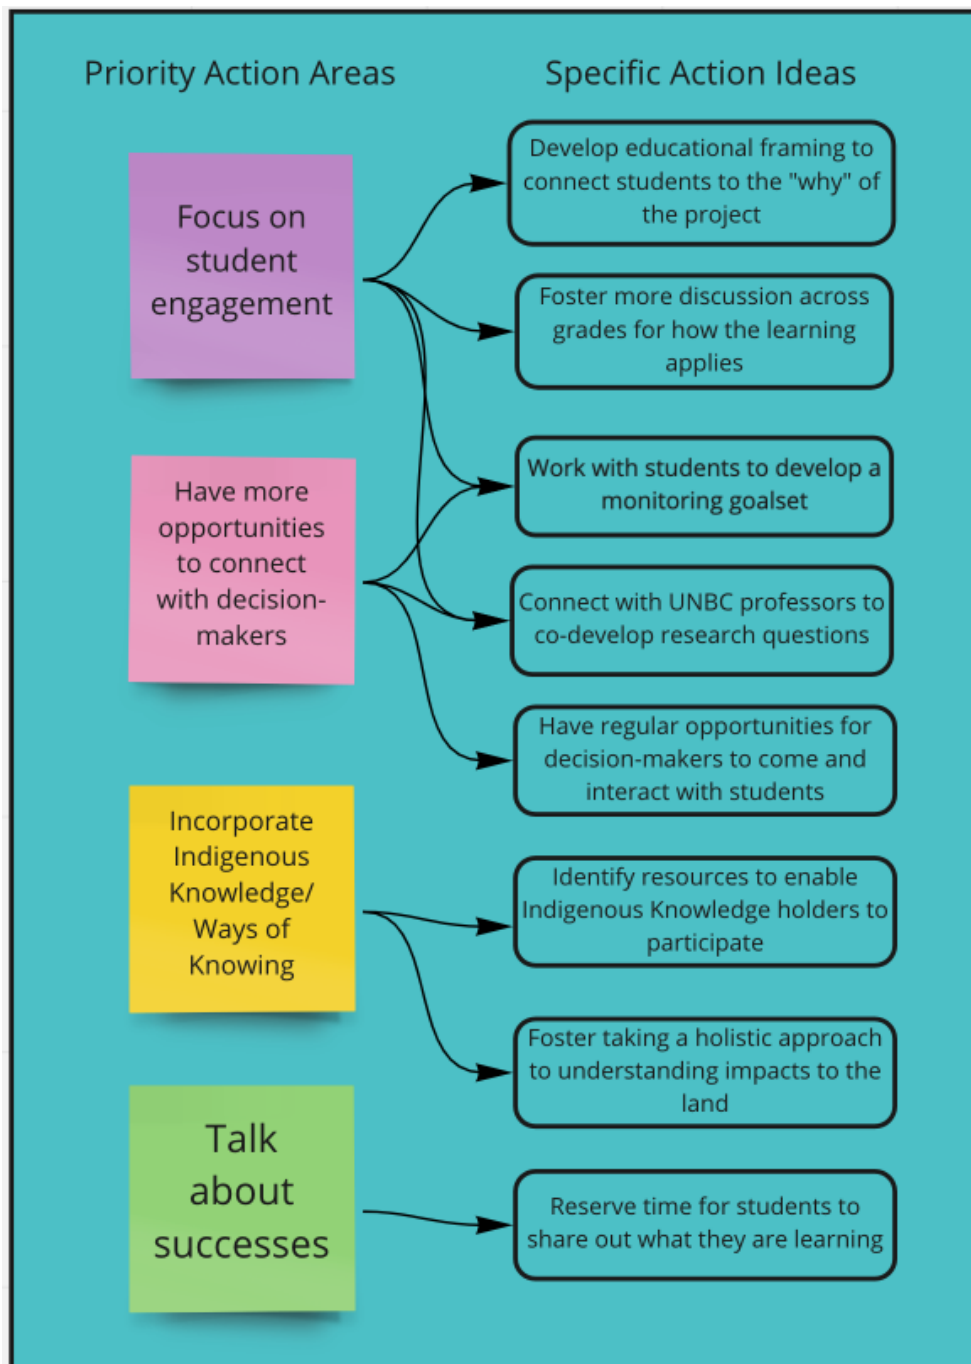 Priority Action Areas
Specific Action Ideas
Focus on
student
engagement
Develop educational framing to
connect students to the "why" of
the project
Foster more discussion across
grades for how the learning
applies
Have more
opportunities
to connect
with decision-
makers
Work with students to develop a
monitoring goalset
Connect with UNBC professors to
co-develop research questions
Have regular opportunities for
decision-makers to come and
interact with students
Incorporate
Indigenous
Knowledge/
Ways of
Knowing
Identify resources to enable
Indigenous Knowledge holders to
participate
Foster taking a holistic approach
to understanding impacts to the
land
Talk
about
successes
Reserve time for students to
share out what they are learning